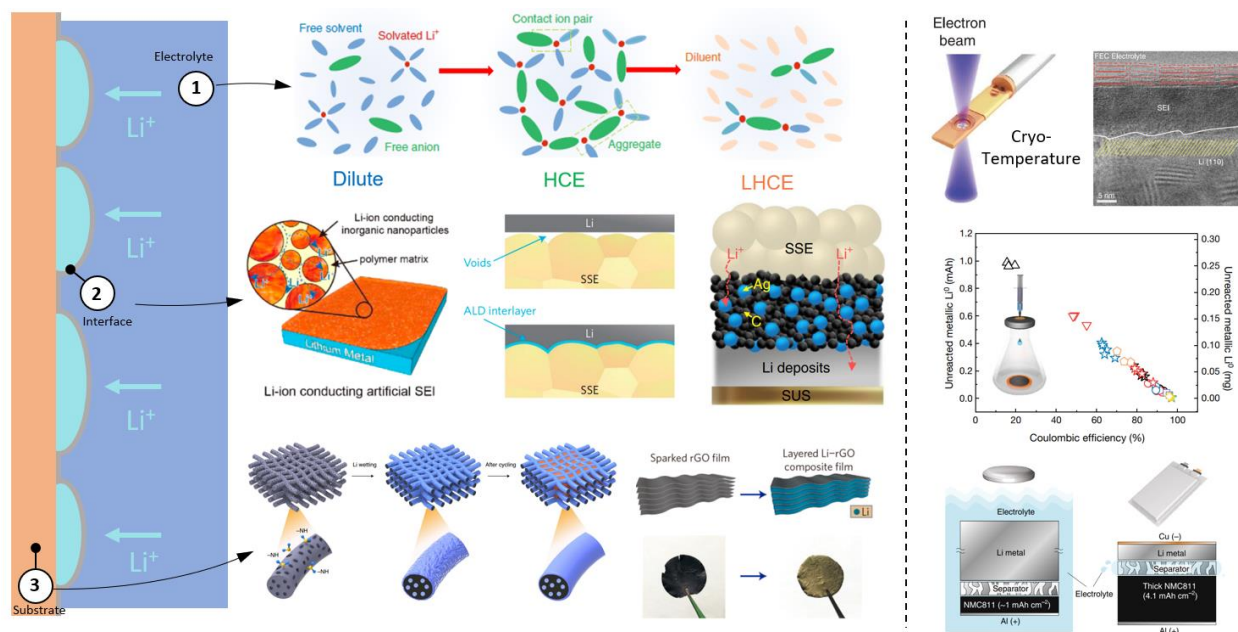 Electrolyte
1
Li⁺
Li⁺
2
Interface
Li⁺
Li⁺
3
Substrate
Free solvent
Solvated Li⁺
Free anion
Dilute
Contact ion pair
Aggregate
HCE
Diluent
LHCE
Li-ion conducting
inorganic nanoparticles
polymer matrix
Lithium Metal
Li-ion conducting artificial SEI
Li
Voids
SSE
ALD interlayer
Li
SSE
SSE
Li⁺
Li⁺
Ag
C
Li deposits
SUS
Li wetting
After cycling
–NH
–NH
–NH
Sparked rGO film
Layered Li–rGO
composite film
Li
Electron
beam
Cryo-
Temperature
FEC Electrolyte
SEI
Li {110}
5 nm
Unreacted metallic Li⁰ (mAh)
1.2
1.0
0.8
0.6
0.4
0.2
0.0
0.30
0.25
0.20
0.15
0.10
0.05
0.00
Unreacted metallic Li⁰ (mg)
0 20 40 60 80 100
Coulombic efficiency (%)
Electrolyte
Li metal
Separator
NMC811 (~1 mAh cm⁻²)
Al (+)
Electrolyte
Cu (–)
Li metal
Separator
Thick NMC811
(4.1 mAh cm⁻²)
Al (+)